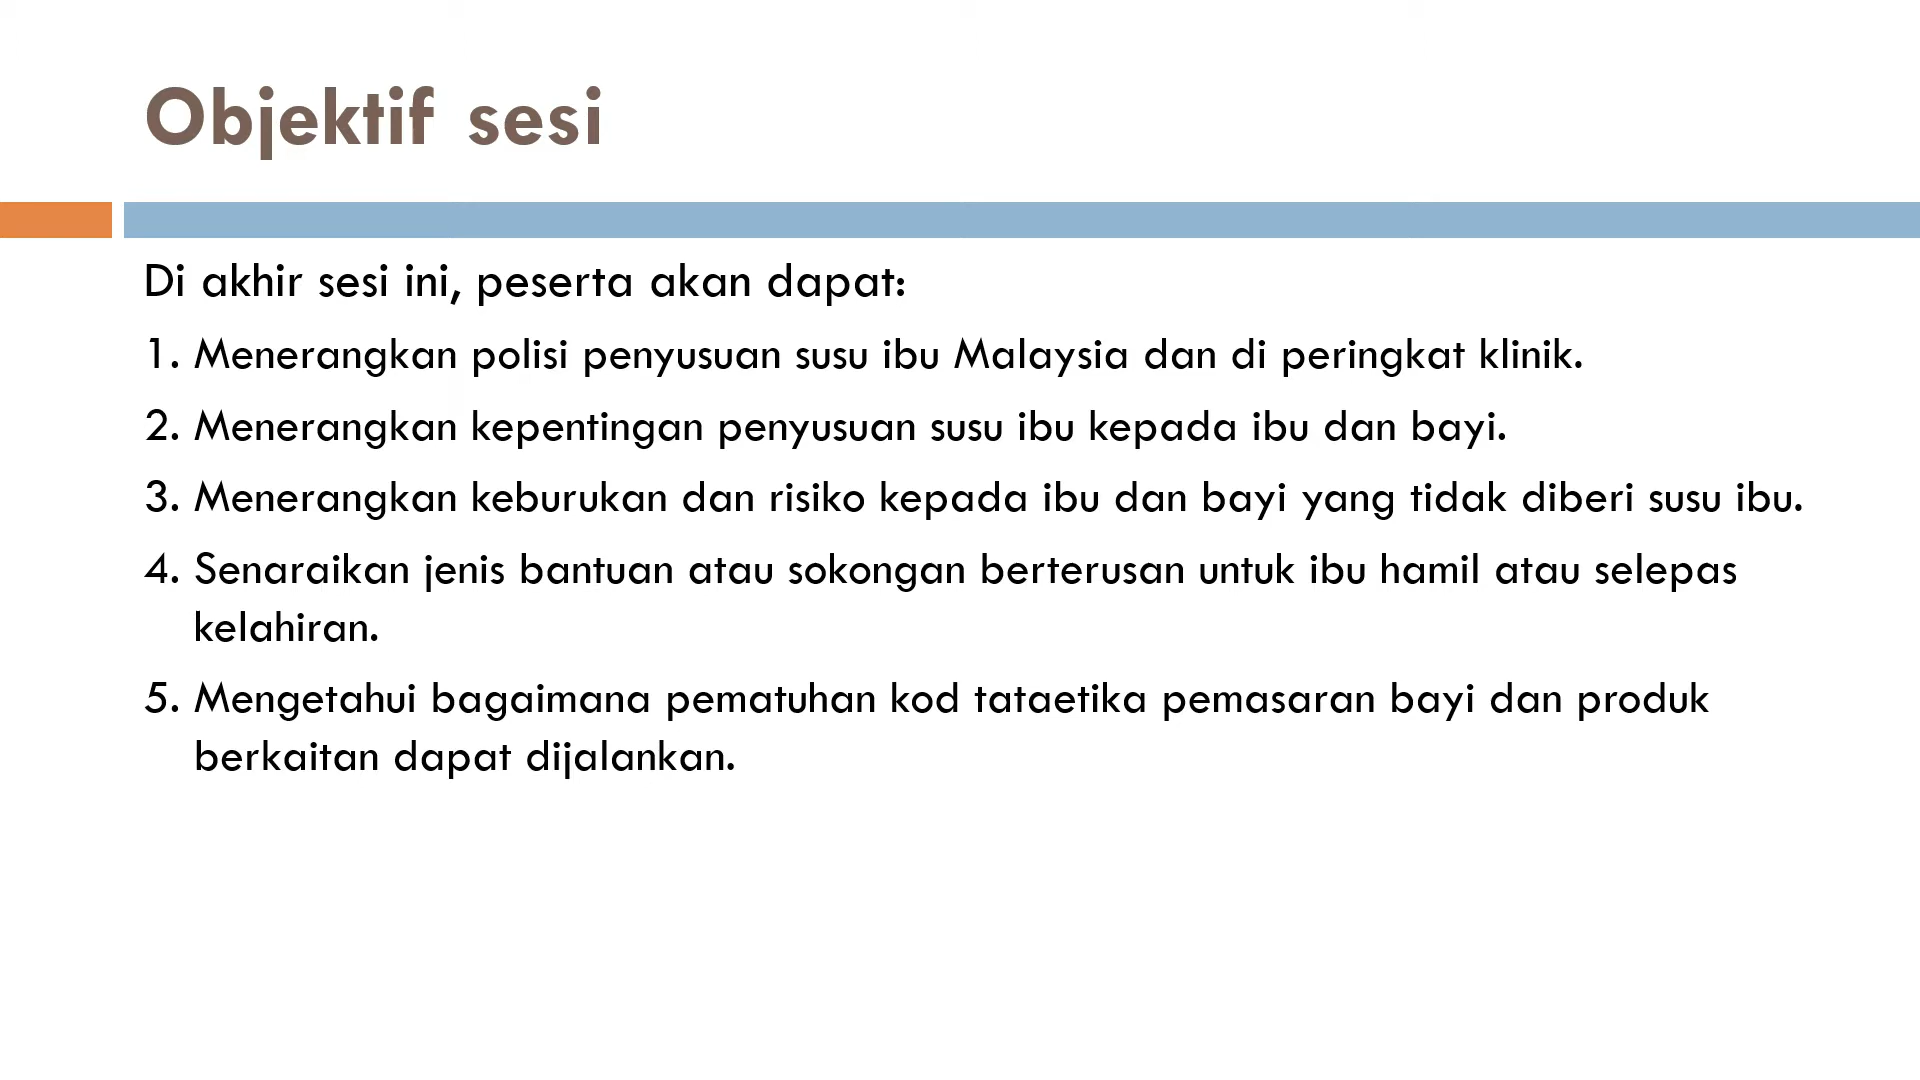 Objektif sesi
Di akhir sesi ini, peserta akan dapat:
1. Menerangkan polisi penyusuan susu ibu Malaysia dan di peringkat klinik.
2. Menerangkan kepentingan penyusuan susu ibu kepada ibu dan bayi.
3. Menerangkan keburukan dan risiko kepada ibu dan bayi yang tidak diberi susu ibu.
4. Senaraikan jenis bantuan atau sokongan berterusan untuk ibu hamil atau selepas
kelahiran.
5. Mengetahui bagaimana pematuhan kod tataetika pemasaran bayi dan produk
berkaitan dapat dijalankan.